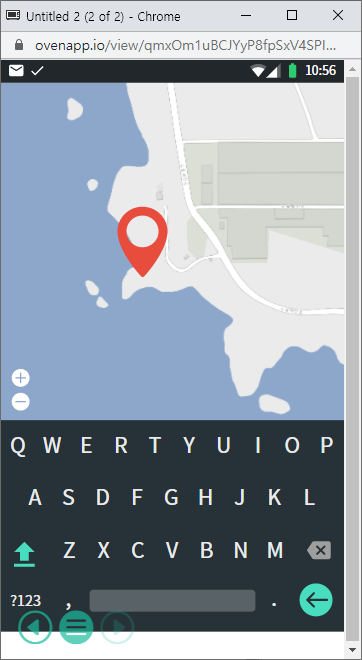 Untitled 2 (2 of 2) - Chrome
ovenapp.io/view/qmxOm1uBCJYyP8fpSxV4SPI...
10:56
Q W E R T Y U I O P
A S D F G H J K L
Z X C V B N M
?123 , .